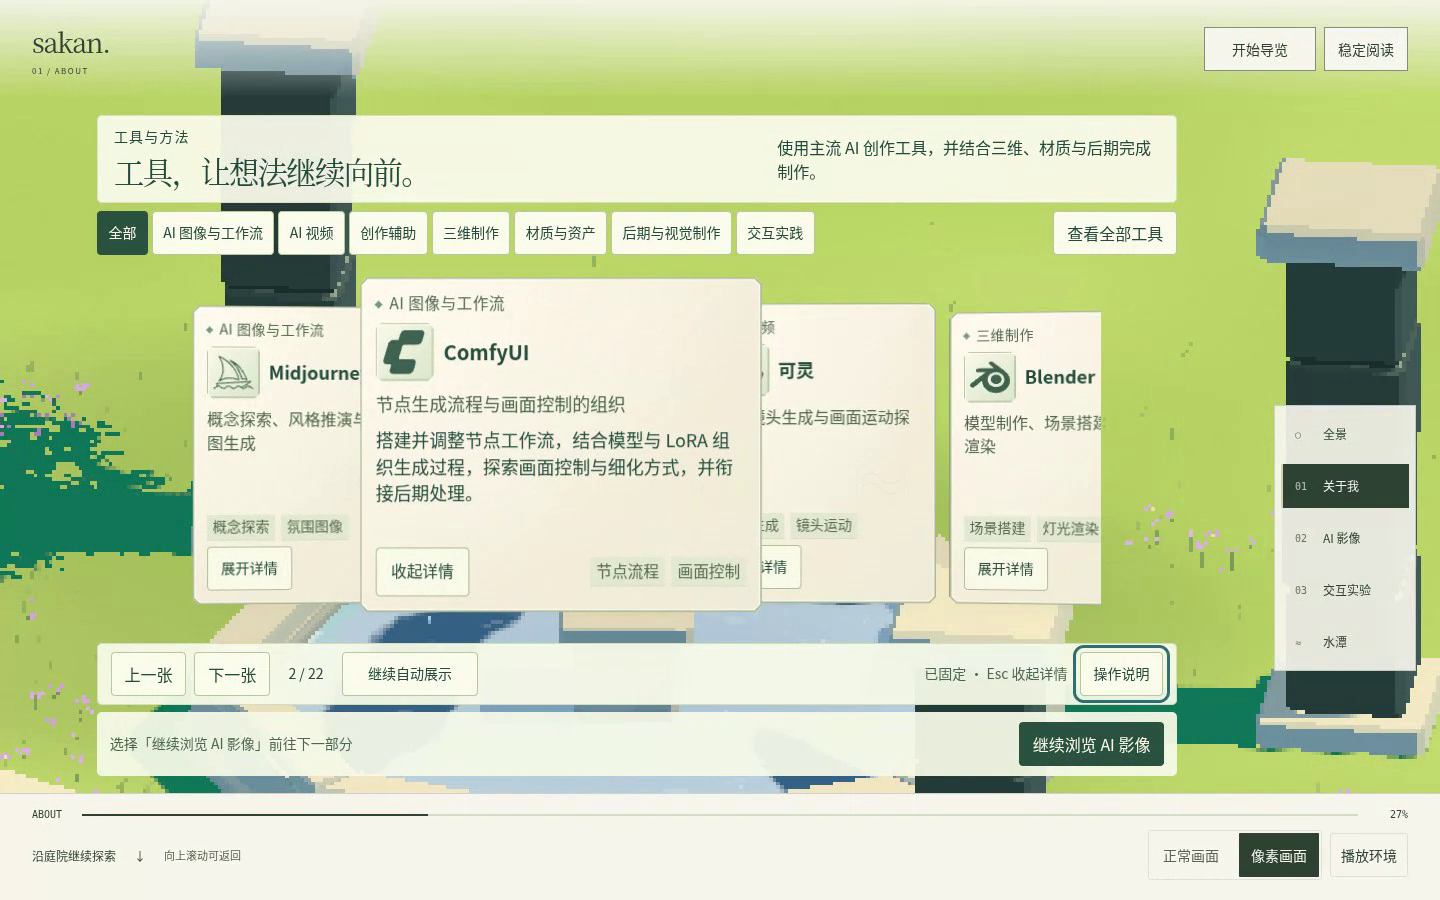 sakan.
01 / ABOUT
开始导览
稳定阅读
工具与方法
工具，让想法继续向前。
使用主流 AI 创作工具，并结合三维、材质与后期完成
制作。
全部
AI 图像与工作流
AI 视频
创作辅助
三维制作
材质与资产
后期与视觉制作
交互实践
查看全部工具
AI 图像与工作流
Midjourne
概念探索、风格推演与
图生成
概念探索
氛围图像
展开详情
AI 图像与工作流
ComfyUI
节点生成流程与画面控制的组织
搭建并调整节点工作流，结合模型与 LoRA 组
织生成过程，探索画面控制与细化方式，并衔
接后期处理。
收起详情
节点流程
画面控制
频
可灵
镜头生成与画面运动探
生成
镜头运动
详情
三维制作
Blender
模型制作、场景搭建
渲染
场景搭建
灯光渲染
展开详情
全景
01 关于我
02 AI 影像
03 交互实验
≈ 水潭
上一张
下一张
2 / 22
继续自动展示
已固定 · Esc 收起详情
操作说明
选择「继续浏览 AI 影像」前往下一部分
继续浏览 AI 影像
ABOUT
27%
沿庭院继续探索 ↓ 向上滚动可返回
正常画面
像素画面
播放环境